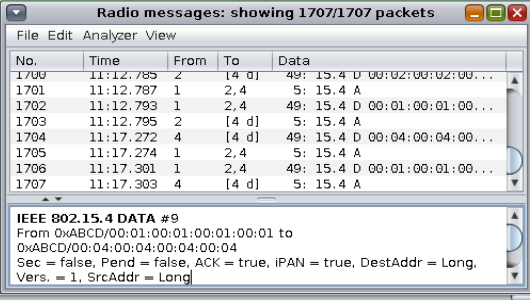 Radio messages: showing 1707/1707 packets
File Edit Analyzer View
No. Time From To Data
1700 11:12.785 2 [4 d] 49: 15.4 D 00:02:00:02:00...
1701 11:12.787 1 2,4 5: 15.4 A
1702 11:12.793 1 2,4 49: 15.4 D 00:01:00:01:00...
1703 11:12.795 2 [4 d] 5: 15.4 A
1704 11:17.272 4 [4 d] 49: 15.4 D 00:04:00:04:00...
1705 11:17.274 1 2,4 5: 15.4 A
1706 11:17.301 1 2,4 49: 15.4 D 00:01:00:01:00...
1707 11:17.303 4 [4 d] 5: 15.4 A
IEEE 802.15.4 DATA #9
From 0xABCD/00:01:00:01:00:01:00:01 to
0xABCD/00:04:00:04:00:04:00:04
Sec = false, Pend = false, ACK = true, iPAN = true, DestAddr = Long,
Vers. = 1, SrcAddr = Long